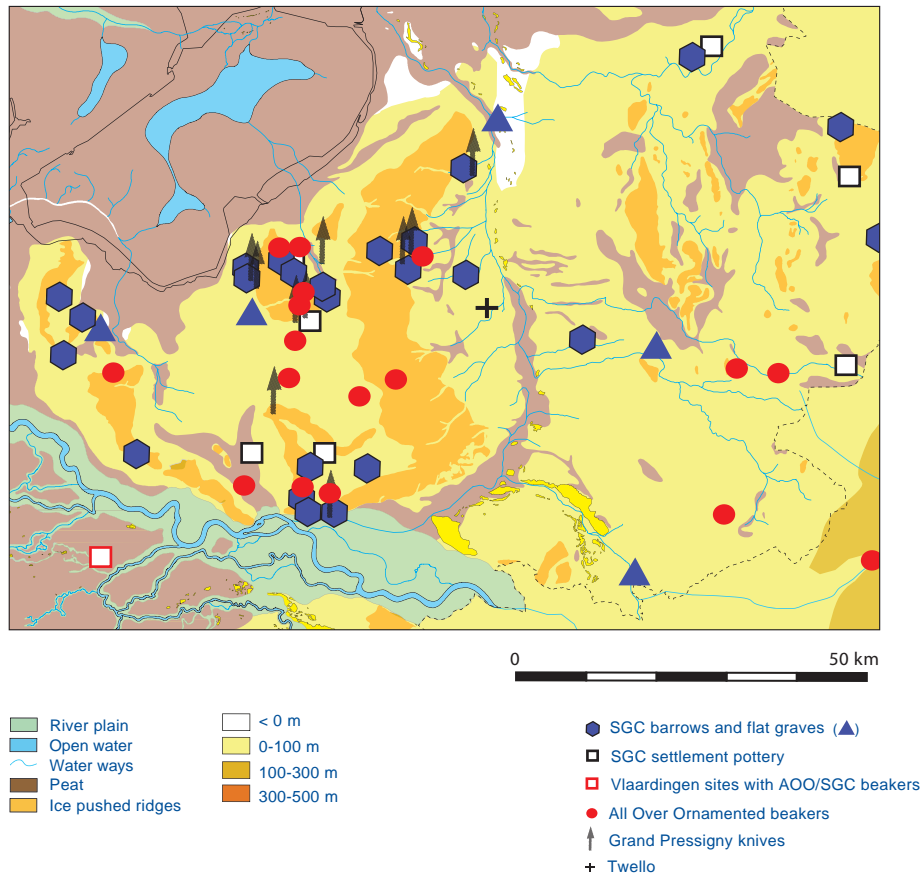 0 50 km
River plain
Open water
Water ways
Peat
Ice pushed ridges
< 0 m
0-100 m
100-300 m
300-500 m
SGC barrows and flat graves ( )
SGC settlement pottery
Vlaardingen sites with AOO/SGC beakers
All Over Ornamented beakers
Grand Pressigny knives
Twello